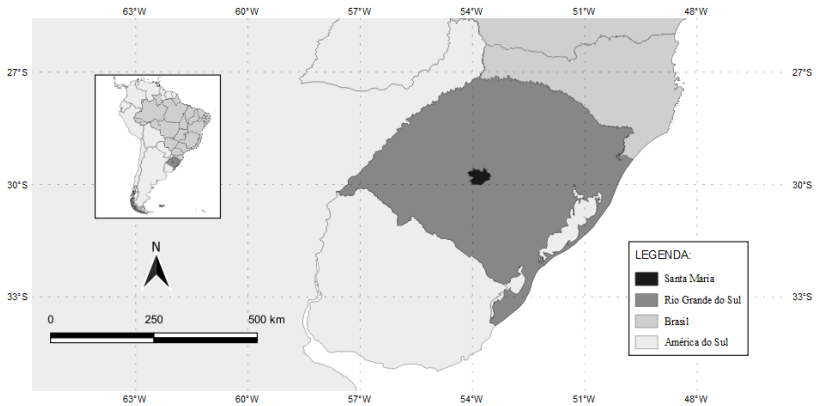 63°W 60°W 57°W 54°W 51°W 48°W
27°S 27°S
30°S 30°S
N
LEGENDA:
Santa Maria
Rio Grande do Sul
Brasil
América do Sul
33°S 33°S
0 250 500 km
63°W 60°W 57°W 54°W 51°W 48°W